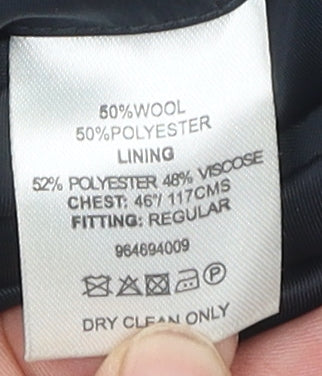 50%WOOL
50%POLYESTER
LINING
52% POLYESTER 48% VISCOSE
CHEST: 46"/ 117CMS
FITTING: REGULAR
964694009
P
DRY CLEAN ONLY